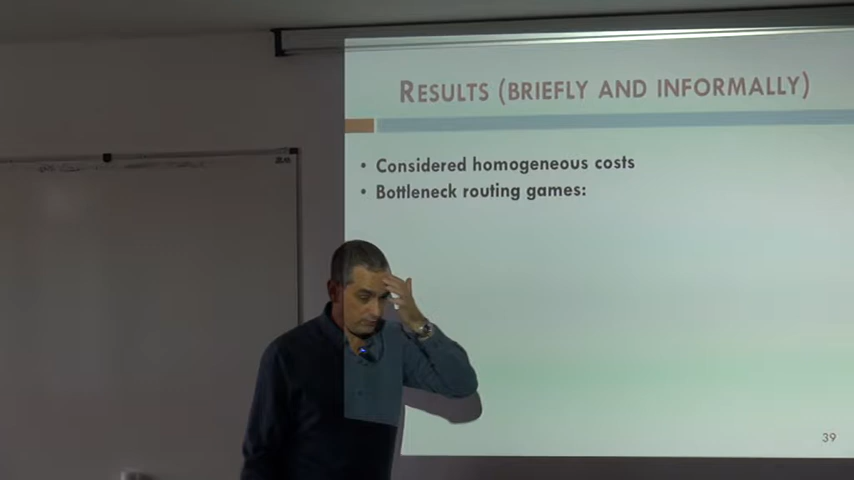 RESULTS (BRIEFLY AND INFORMALLY)
• Considered homogeneous costs
• Bottleneck routing games:
39